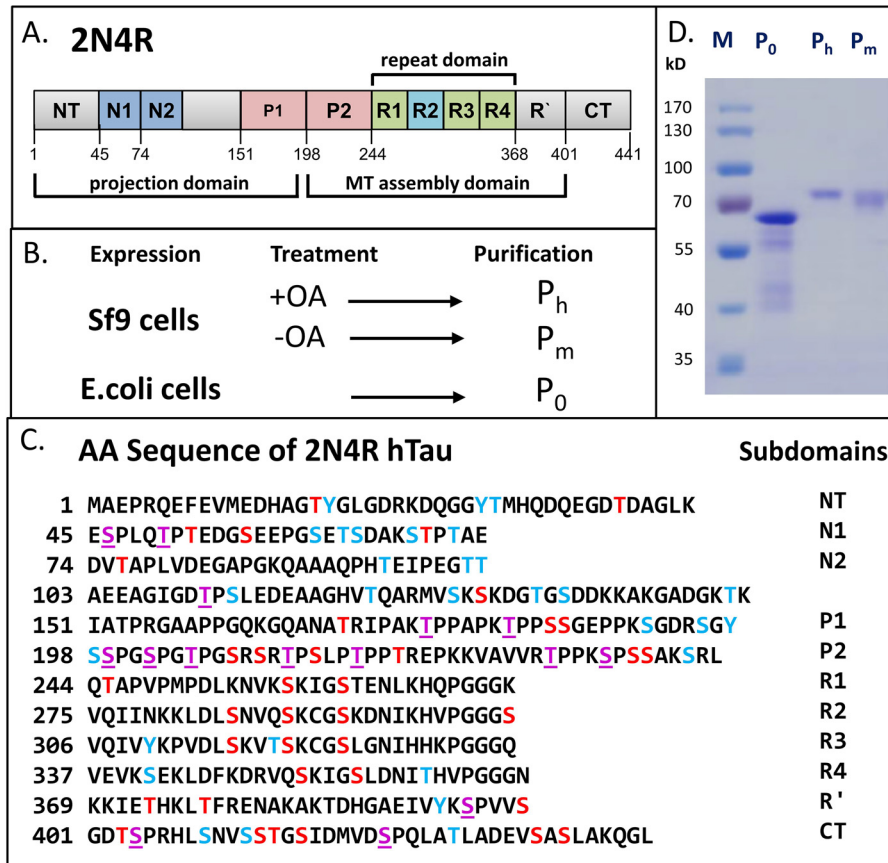 A.
2N4R
repeat domain
NT N1 N2 P1 P2 R1 R2 R3 R4 R` CT
1 45 74 151 198 244 368 401 441
projection domain MT assembly domain
B.
Expression Treatment Purification
+OA Ph
Sf9 cells
-OA Pm
E.coli cells P0
D.
M P0 Ph Pm
kD
170
130
100
70
55
40
35
C.
AA Sequence of 2N4R hTau Subdomains
1 MAEPRQEFEVMEDHAGTYGLGDRKDQGGYTMHQDQEGDTDAGLK NT
45 ESPLQTPTEDGSEEPGSETSDAKSTPTAE N1
74 DVTAPLVDEGAPGKQAAAQPHTEIPEGTT N2
103 AEEAGIGDTPSLEDEAAGHVTQARMVSKSKDGTGSDDKKAKGADGKTK
151 IATPRGAAPPGQKGQANATRIPAKTPPAPKTPPSSGEPPKSGDRSGY P1
198 SSPGSPGTPGSRSRTPSLPTPPTREPKKVAVVRTPPKSPSSAKSRL P2
244 QTAPVPMPDLKNVKSKIGSTENLKHQPGGGK R1
275 VQIINKKLDLSNVQSKCGSKDNIKHVPGGGS R2
306 VQIVYKPVDLSKVTSKCGSLGNIHHKPGGGQ R3
337 VEVKSEKLDFKDRVQSKIGSLDNITHVPGGGN R4
369 KKIETHKLTFRENAKAKTDHGAEIVYKSPVVS R'
401 GDTSPRHLSNVSSTGSIDMVDSPQLATLADEVSASLAKQGL CT